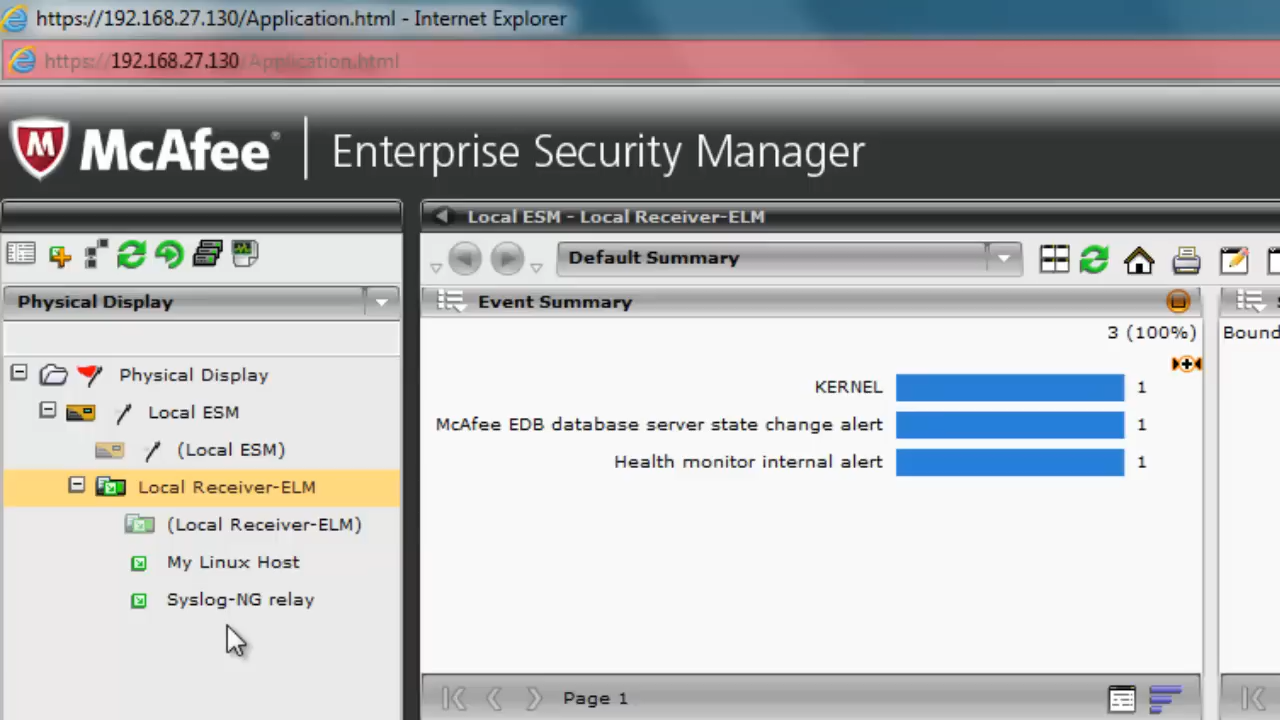 https://192.168.27.130/Application.html - Internet Explorer
https://192.168.27.130/Application.html
McAfee® | Enterprise Security Manager
Local ESM - Local Receiver-ELM
Default Summary
Physical Display
Event Summary
3 (100%)
Bound
Physical Display
Local ESM
(Local ESM)
Local Receiver-ELM
(Local Receiver-ELM)
My Linux Host
Syslog-NG relay
KERNEL 1
McAfee EDB database server state change alert 1
Health monitor internal alert 1
Page 1